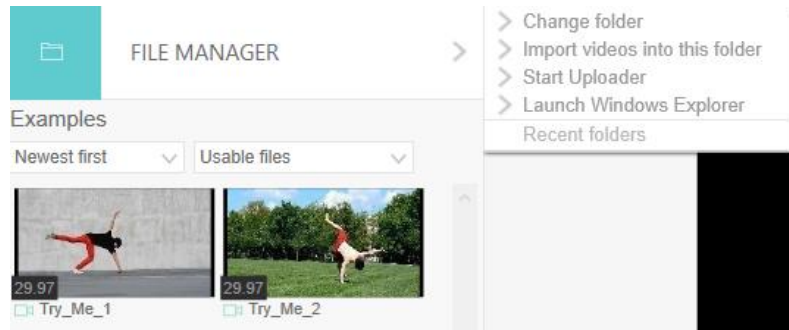 FILE MANAGER
Change folder
Import videos into this folder
Start Uploader
Launch Windows Explorer
Recent folders
Examples
Newest first
Usable files
29.97
Try_Me_1
29.97
Try_Me_2